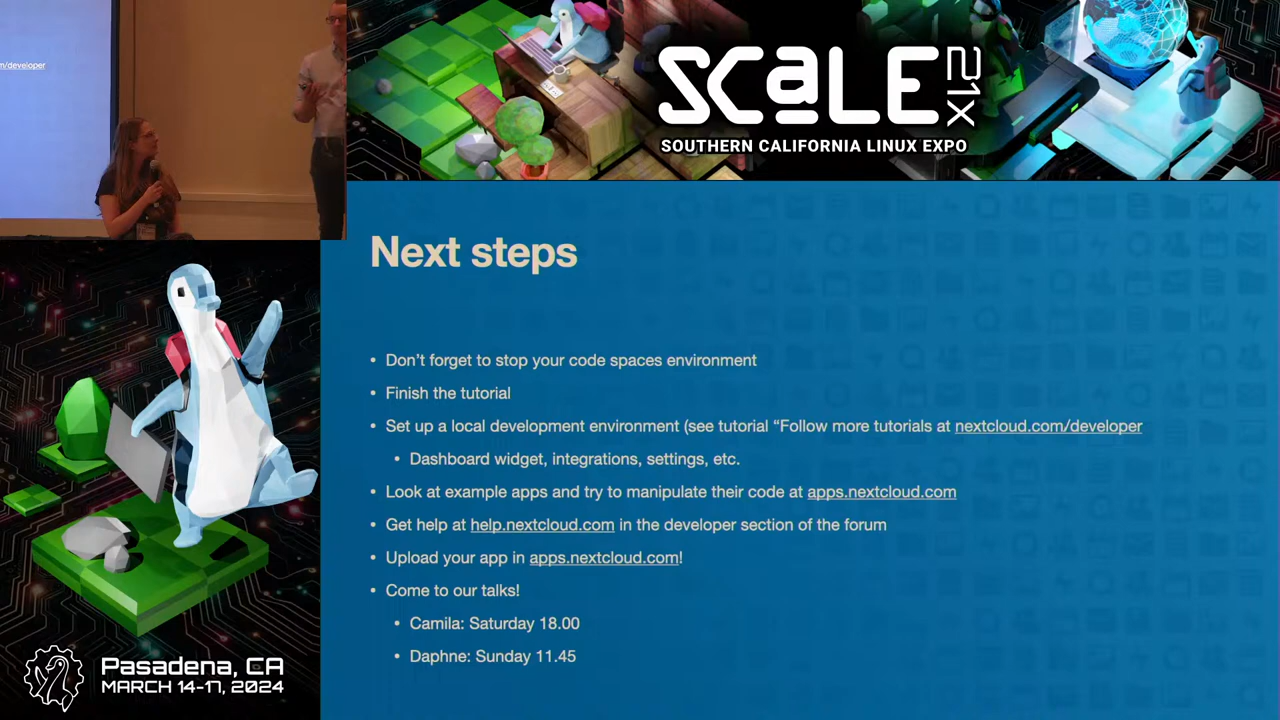 m/developer
SCaLE 21x
SOUTHERN CALIFORNIA LINUX EXPO
Next steps
• Don’t forget to stop your code spaces environment
• Finish the tutorial
• Set up a local development environment (see tutorial “Follow more tutorials at nextcloud.com/developer
• Dashboard widget, integrations, settings, etc.
• Look at example apps and try to manipulate their code at apps.nextcloud.com
• Get help at help.nextcloud.com in the developer section of the forum
• Upload your app in apps.nextcloud.com!
• Come to our talks!
• Camila: Saturday 18.00
• Daphne: Sunday 11.45
Pasadena, CA
MARCH 14-17, 2024